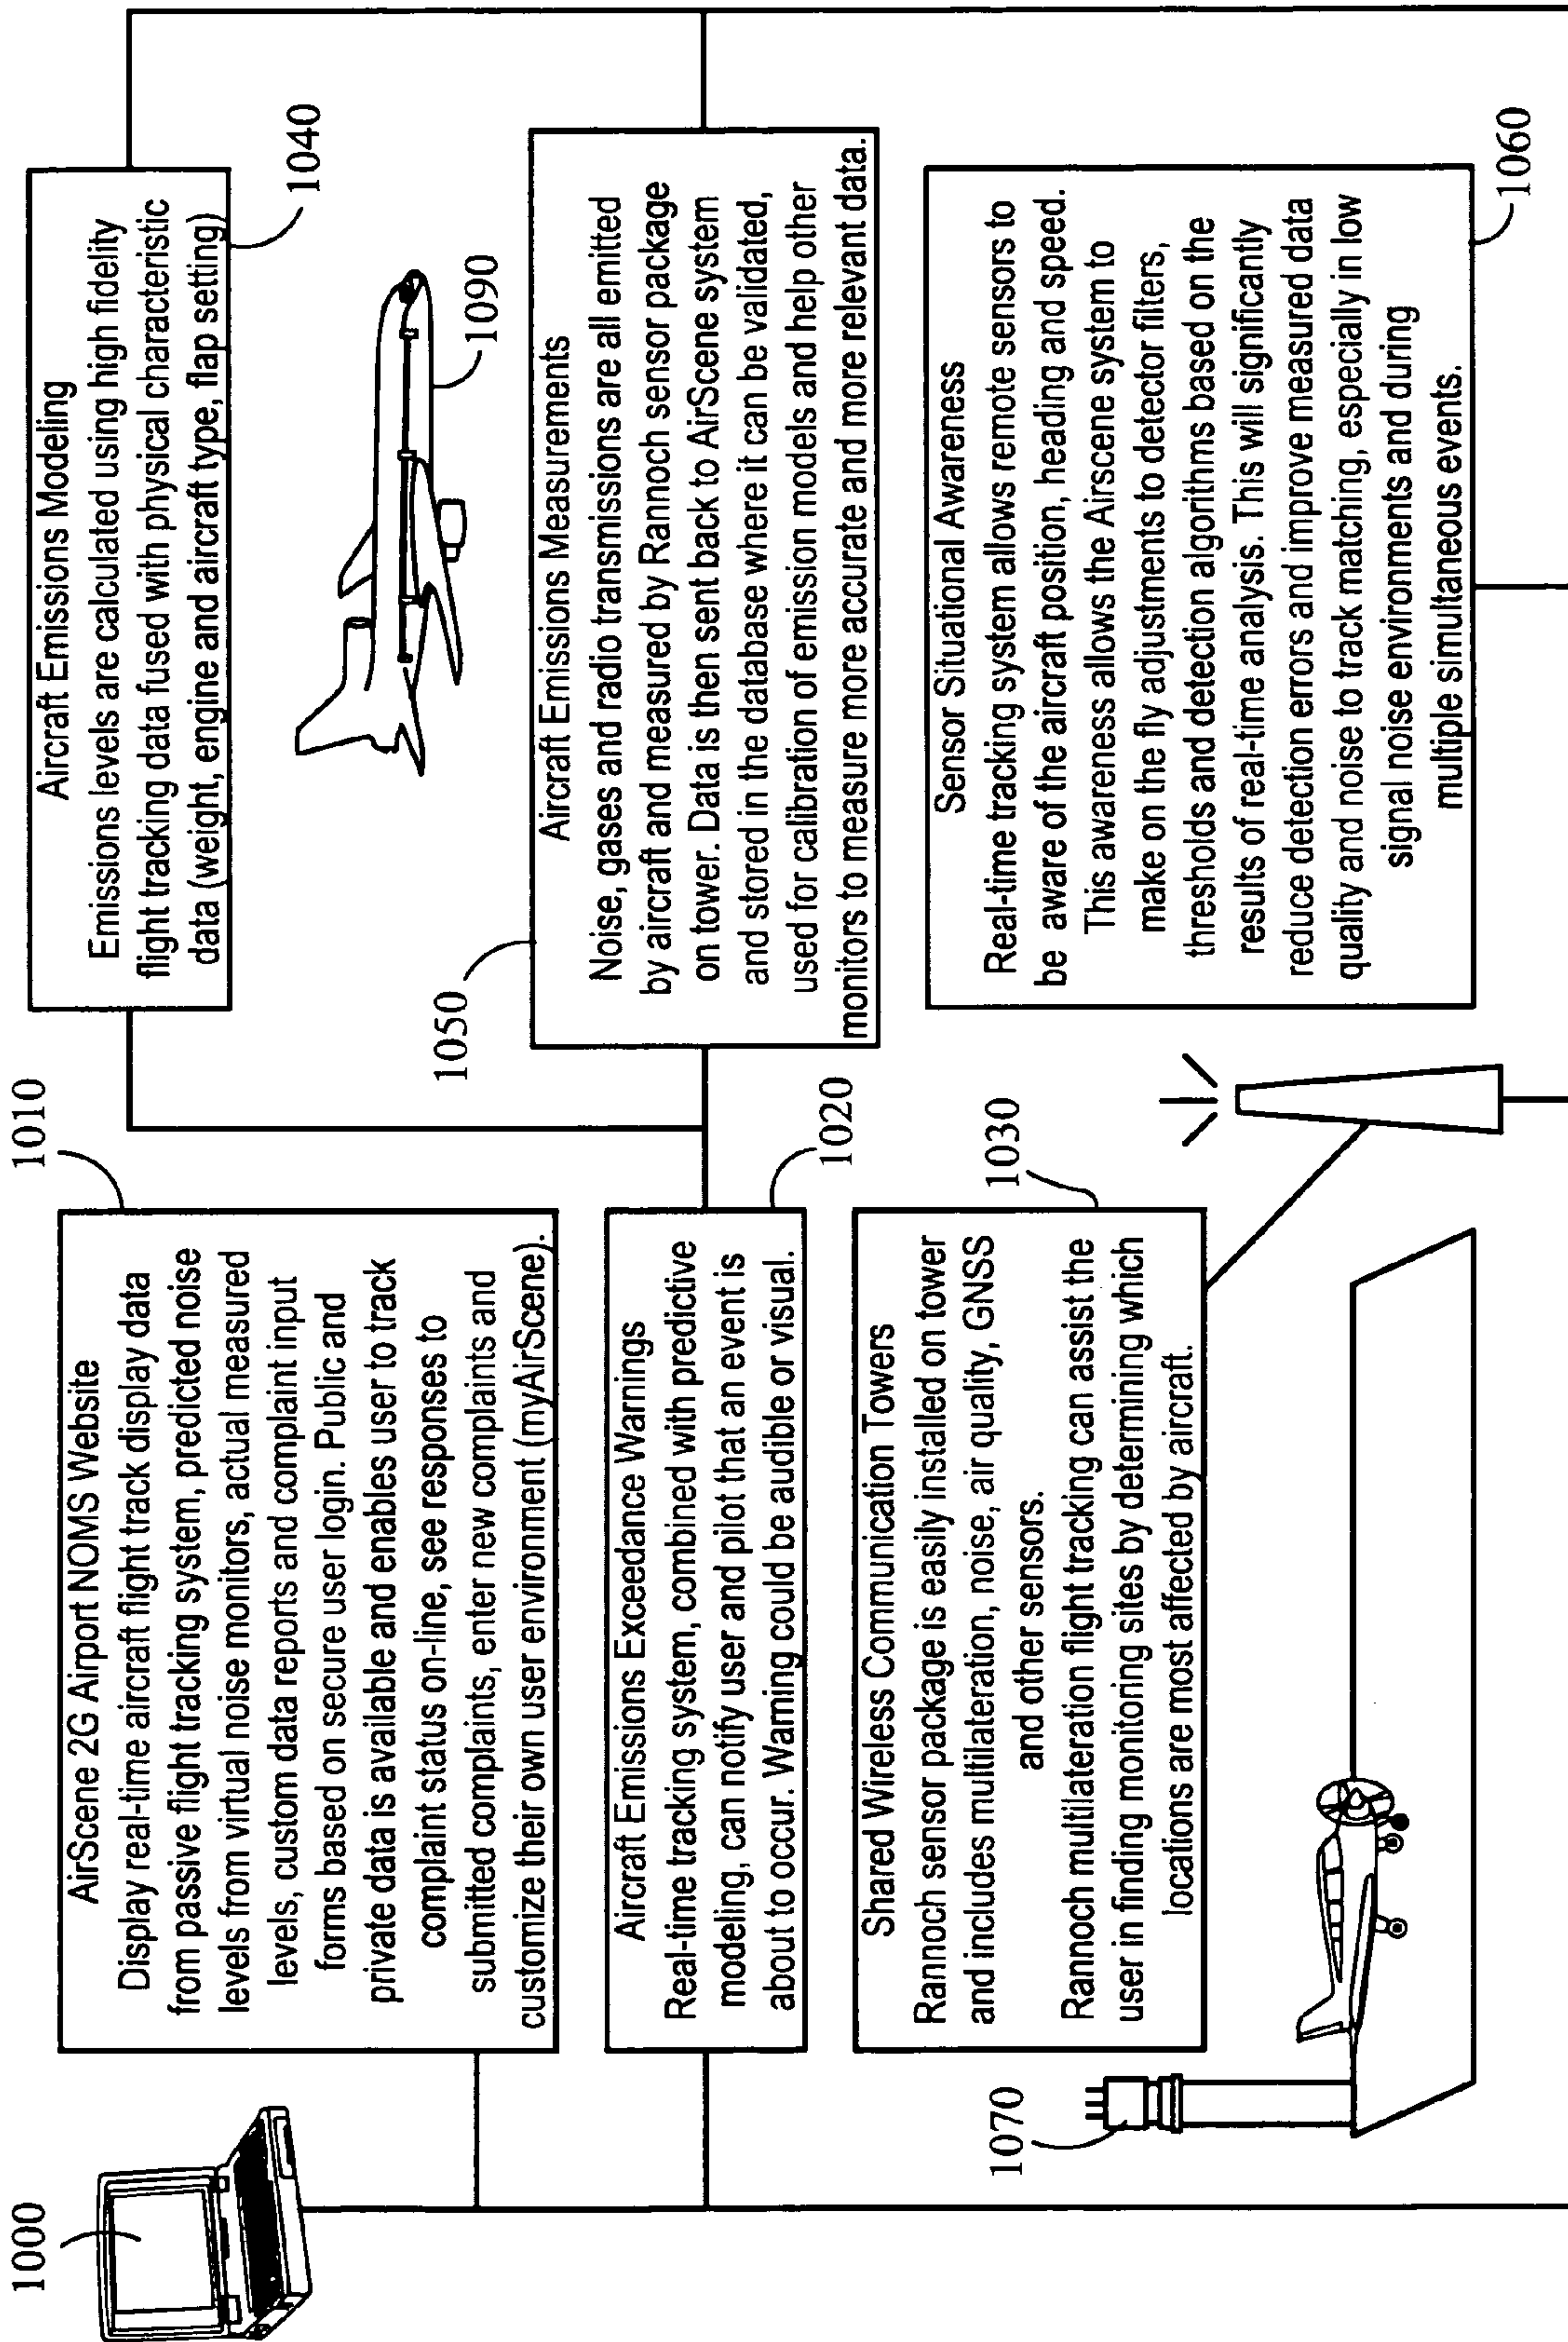 1000
1010
AirScene 2G Airport NOMS Website
Display real-time aircraft flight track display data
from passive flight tracking system, predicted noise
levels from virtual noise monitors, actual measured
levels, custom data reports and complaint input
forms based on secure user login. Public and
private data is available and enables user to track
complaint status on-line, see responses to
submitted complaints, enter new complaints and
customize their own user environment (myAirScene).
1020
Aircraft Emissions Exceedance Warnings
Real-time tracking system, combined with predictive
modeling, can notify user and pilot that an event is
about to occur. Warning could be audible or visual.
1030
Shared Wireless Communication Towers
Rannoch sensor package is easily installed on tower
and includes multilateration, noise, air quality, GNSS
and other sensors.
Rannoch multilateration flight tracking can assist the
user in finding monitoring sites by determining which
locations are most affected by aircraft.
1070
Aircraft Emissions Modeling
Emissions levels are calculated using high fidelity
flight tracking data fused with physical characteristic
data (weight, engine and aircraft type, flap setting)
1040
1090
1050
Aircraft Emissions Measurements
Noise, gases and radio transmissions are all emitted
by aircraft and measured by Rannoch sensor package
on tower. Data is then sent back to AirScene system
and stored in the database where it can be validated,
used for calibration of emission models and help other
monitors to measure more accurate and more relevant data.
Sensor Situational Awareness
Real-time tracking system allows remote sensors to
be aware of the aircraft position, heading and speed.
This awareness allows the Airscene system to
make on the fly adjustments to detector filters,
thresholds and detection algorithms based on the
results of real-time analysis. This will significantly
reduce detection errors and improve measured data
quality and noise to track matching, especially in low
signal noise environments and during
multiple simultaneous events.
1060